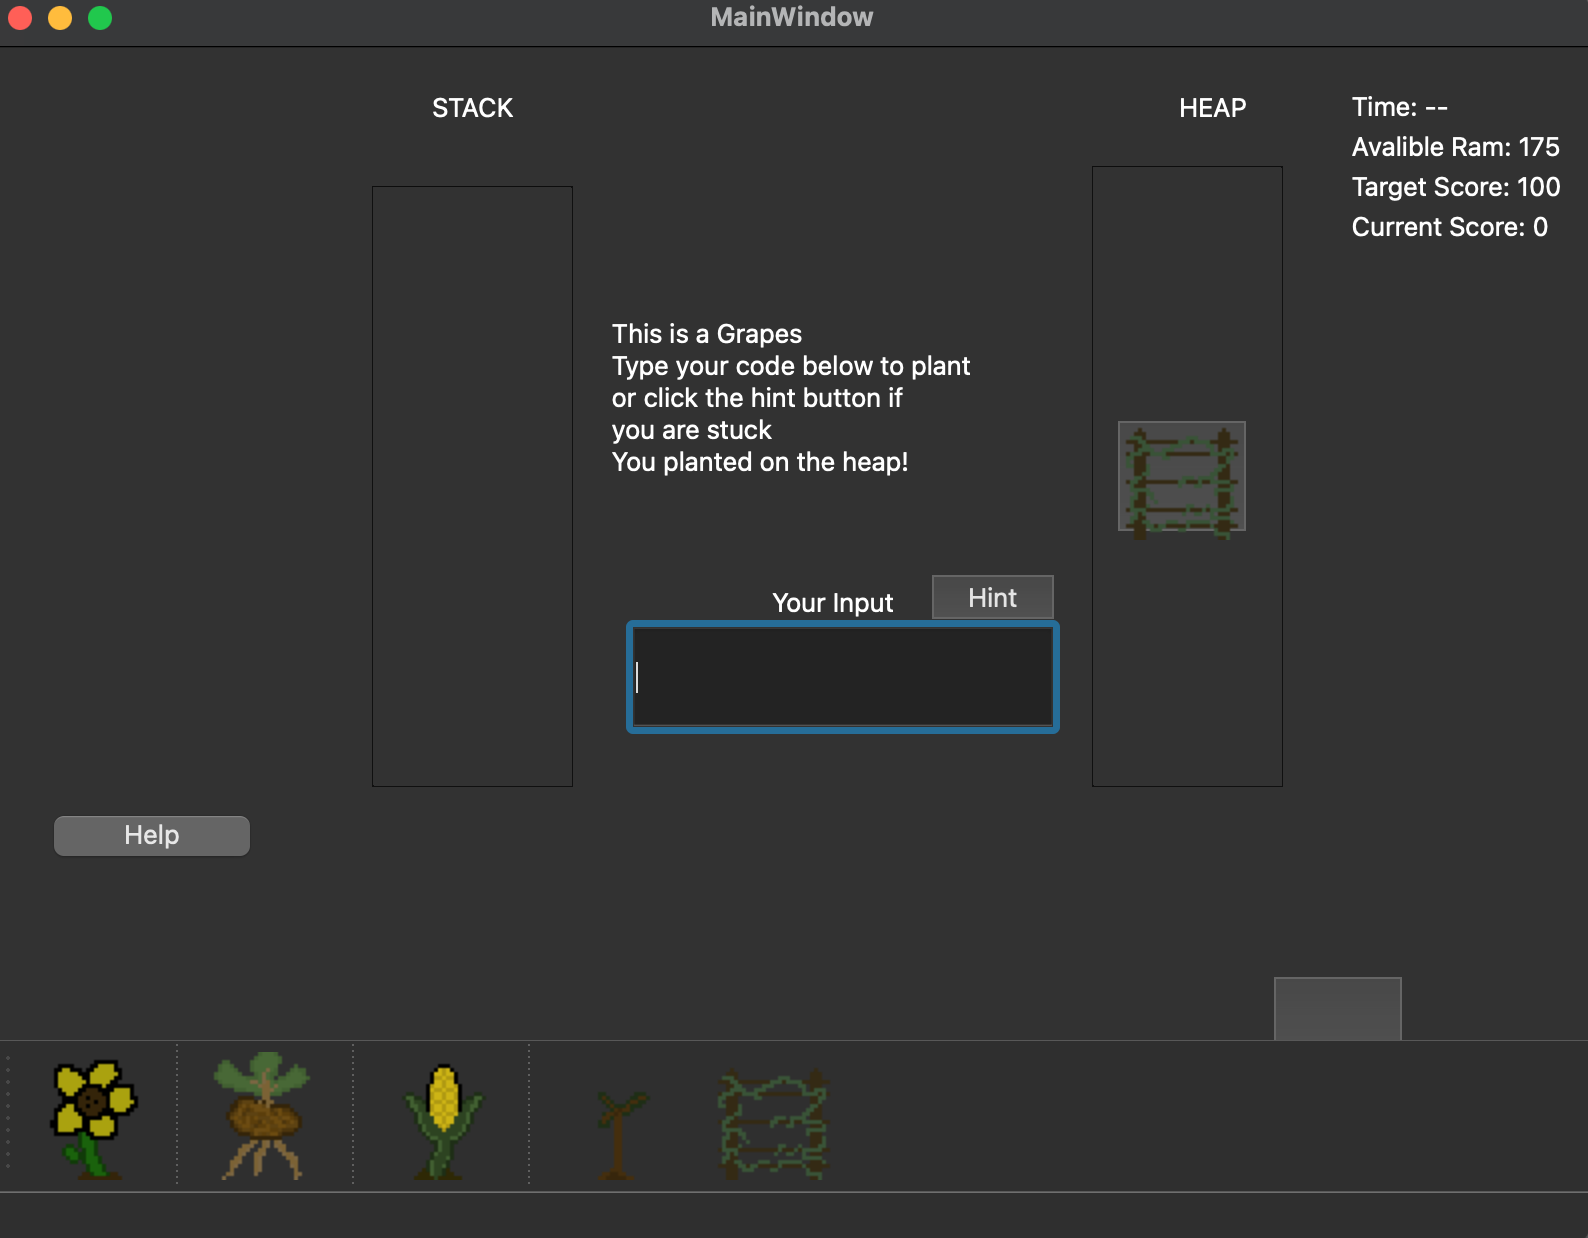 MainWindow
STACK
HEAP
Time: --
Avalible Ram: 175
Target Score: 100
Current Score: 0
This is a Grapes
Type your code below to plant
or click the hint button if
you are stuck
You planted on the heap!
Your Input
Hint
Help